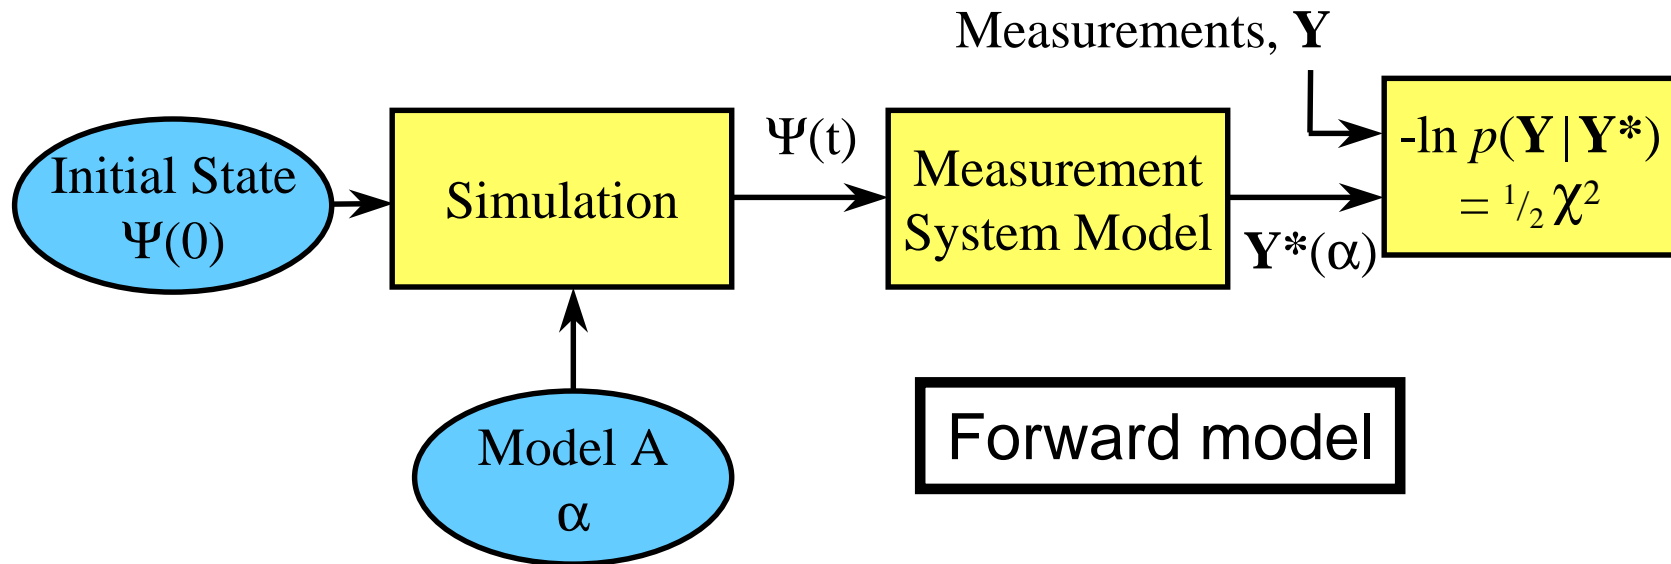 Measurements, Y
Initial State
Ψ(0)
Simulation
Ψ(t)
Measurement
System Model
Y*(α)
-ln p(Y | Y*)
= 1/2 χ²
Model A
α
Forward model